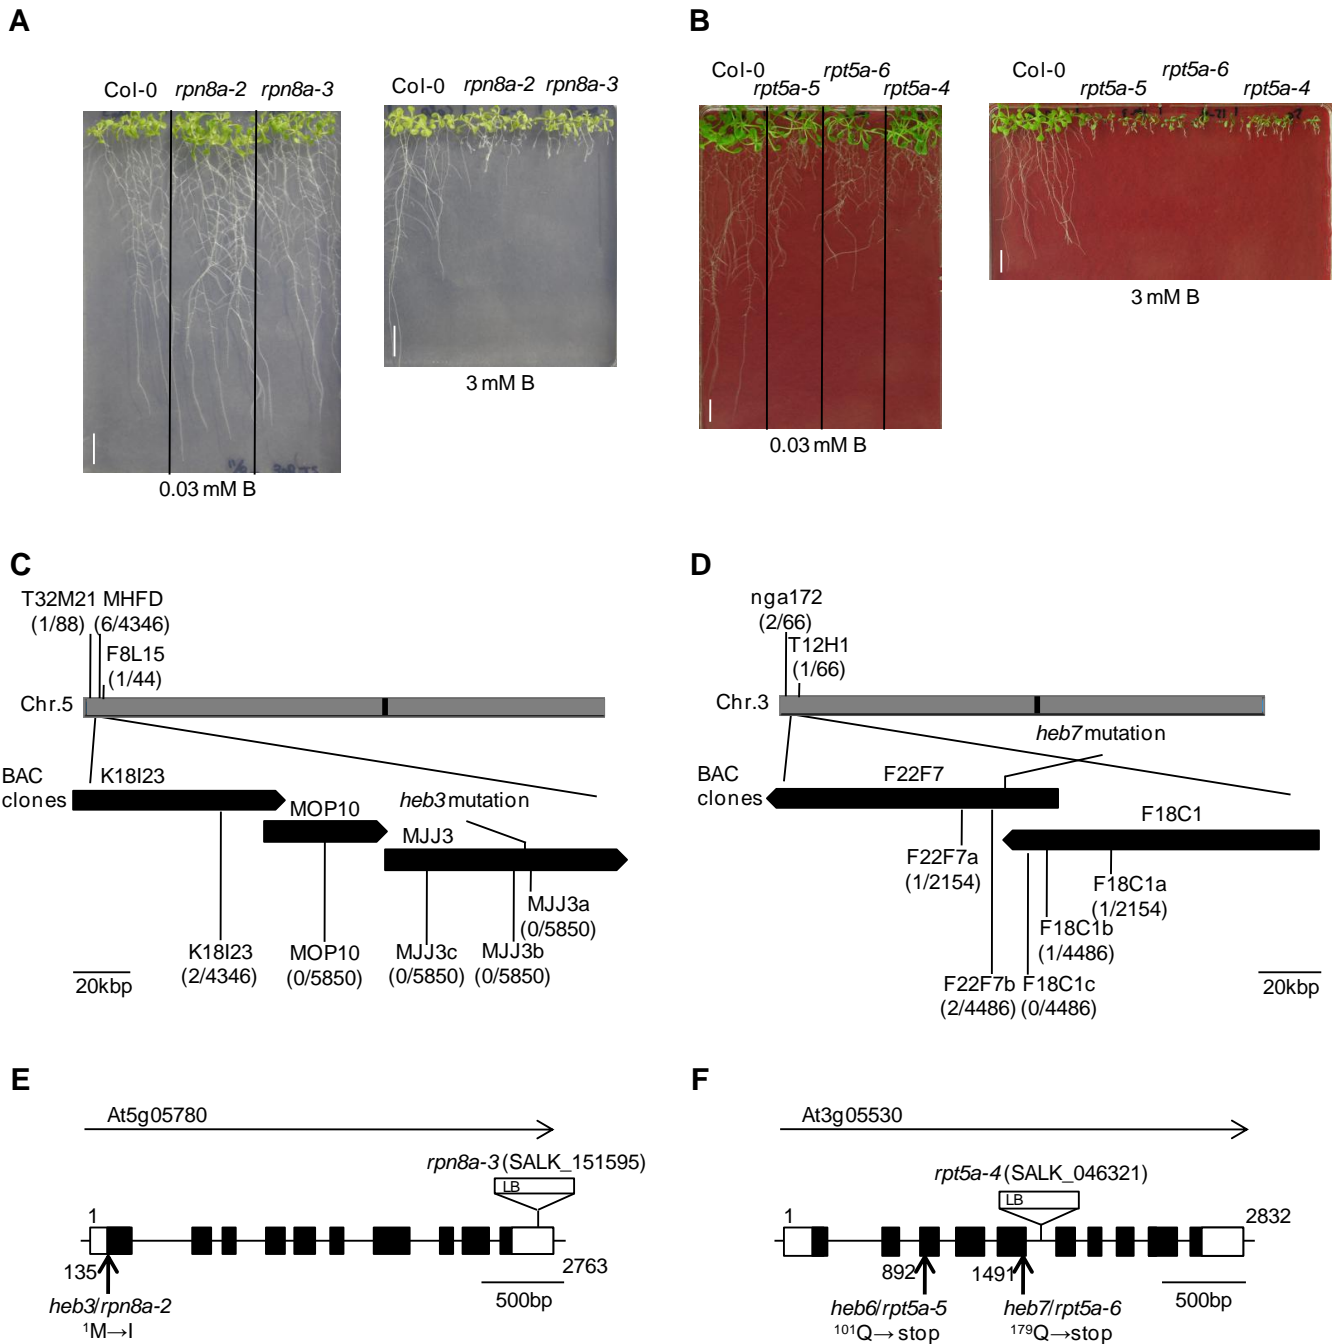 A
Col-0 rpn8a-2 rpn8a-3
Col-0 rpn8a-2 rpn8a-3
0.03 mM B
3 mM B
B
Col-0 rpt5a-6
rpt5a-5 rpt5a-4
Col-0 rpt5a-6
rpt5a-5 rpt5a-4
0.03 mM B
3 mM B
C
T32M21 MHFD
(1/88) (6/4346)
F8L15
(1/44)
Chr.5
BAC
clones
K18I23
MOP10
heb3 mutation
MJJ3
MJJ3a
(0/5850)
K18I23
(2/4346)
MOP10
(0/5850)
MJJ3c
(0/5850)
MJJ3b
(0/5850)
20kbp
D
nga172
(2/66)
T12H1
(1/66)
Chr.3
heb7 mutation
BAC
clones
F22F7
F18C1
F22F7a
(1/2154)
F18C1a
(1/2154)
F18C1b
(1/4486)
F22F7b F18C1c
(2/4486) (0/4486)
20kbp
E
At5g05780
rpn8a-3 (SALK_151595)
LB
1
135
2763
heb3/rpn8a-2
¹M→I
500bp
F
At3g05530
rpt5a-4 (SALK_046321)
LB
1
2832
892
1491
heb6/rpt5a-5
¹⁰¹Q→stop
heb7/rpt5a-6
¹⁷⁹Q→stop
500bp